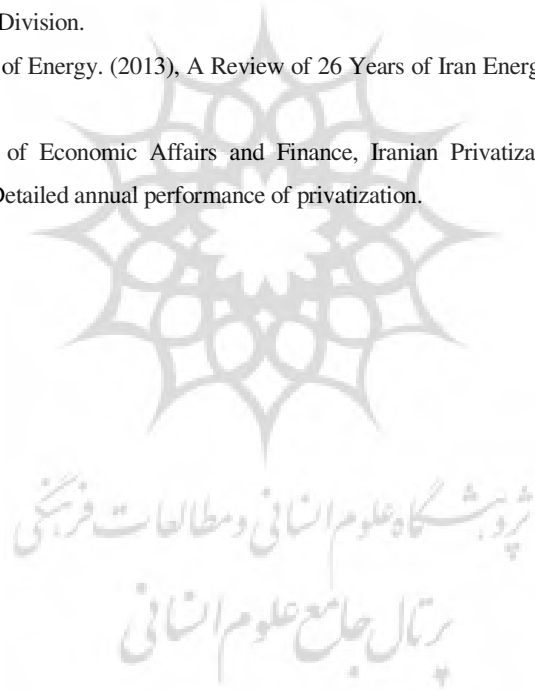 Division.
of Energy. (2013), A Review of 26 Years of Iran Energ
of Economic Affairs and Finance, Iranian Privatiza
Detailed annual performance of privatization.
پژوهشگاه علوم انسانی و مطالعات فرهنگی
پرتال جامع علوم انسانی